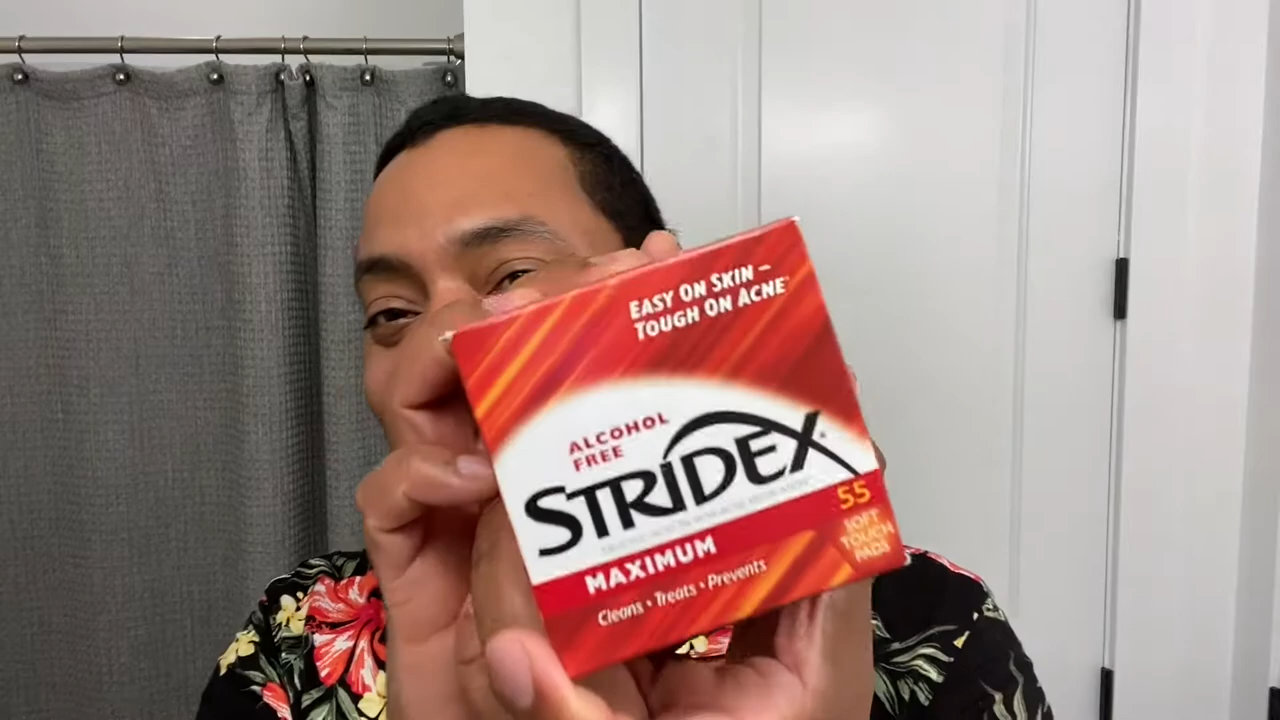 EASY ON SKIN –
TOUGH ON ACNE
ALCOHOL
FREE
STRIDEX
55
SOFT
TOUCH
PADS
MAXIMUM
Cleans • Treats • Prevents